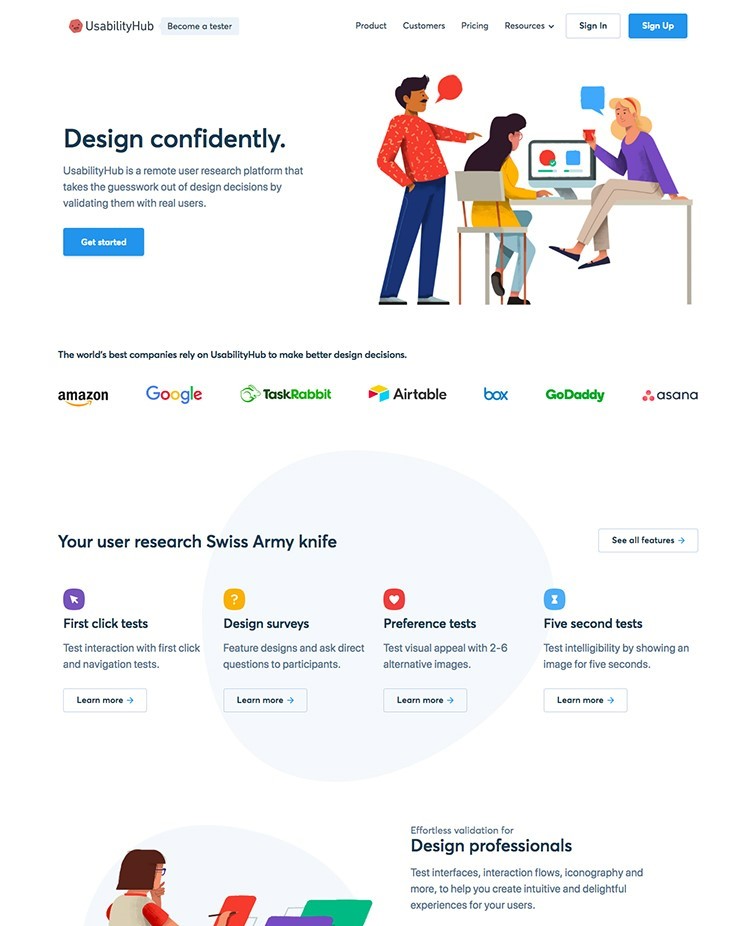 UsabilityHub Become a tester Product Customers Pricing Resources Sign In Sign Up
Design confidently.
UsabilityHub is a remote user research platform that
takes the guesswork out of design decisions by
validating them with real users.
Get started
The world's best companies rely on UsabilityHub to make better design decisions.
amazon Google TaskRabbit Airtable box GoDaddy asana
Your user research Swiss Army knife
See all features →
First click tests
Test interaction with first click
and navigation tests.
Learn more →
Design surveys
Feature designs and ask direct
questions to participants.
Learn more →
Preference tests
Test visual appeal with 2-6
alternative images.
Learn more →
Five second tests
Test intelligibility by showing an
image for five seconds.
Learn more →
Effortless validation for
Design professionals
Test interfaces, interaction flows, iconography and
more, to help you create intuitive and delightful
experiences for your users.